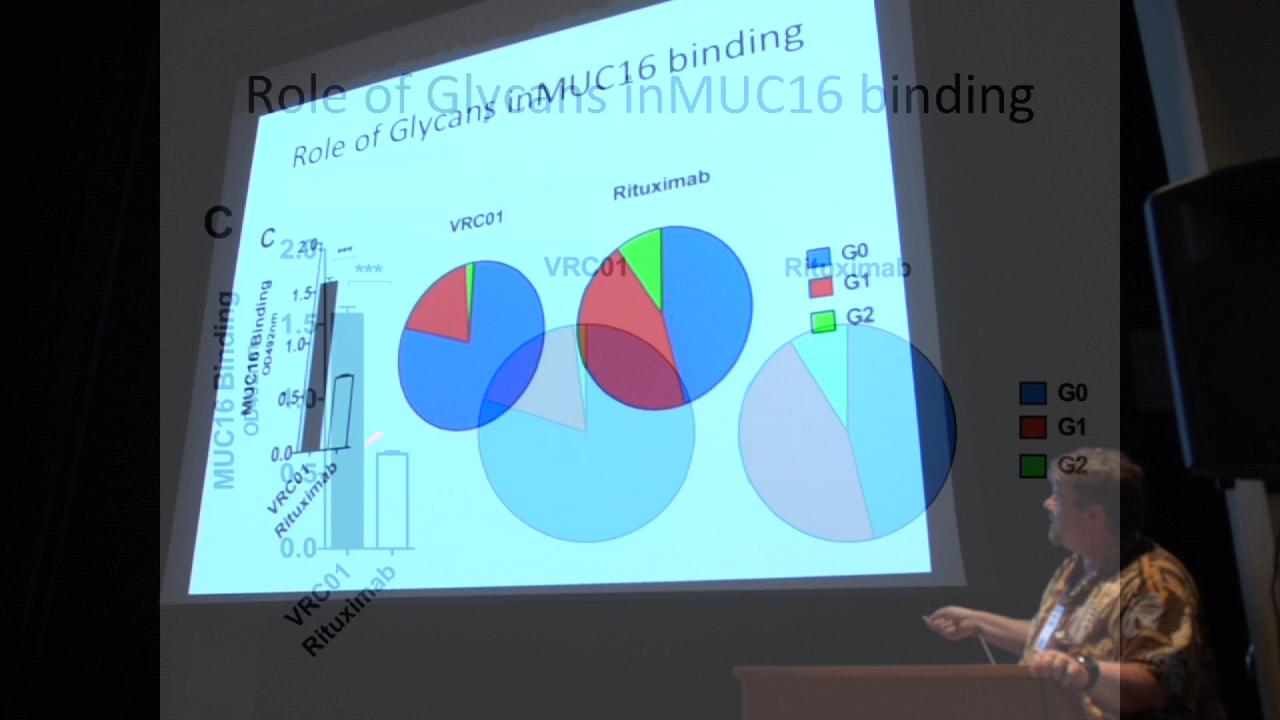 Role of Glycans inMUC16 binding
Role of Glycans inMUC16 binding
C
C
VRC01
Rituximab
VRC01
Rituximab
2.0
1.5
1.0
0.5
0.0
MUC16 Binding
OD492nm
***
VRC01
Rituximab
2.0
1.5
1.0
0.5
0.0
MUC16 Binding
***
VRC01
Rituximab
G0
G1
G2
G0
G1
G2